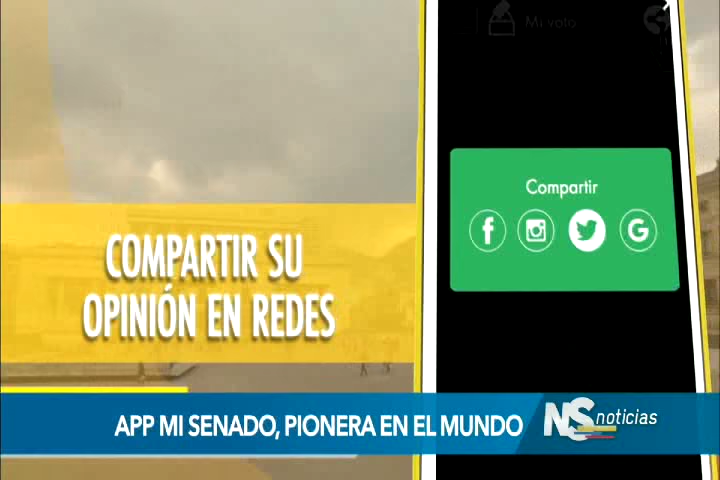 Mi voto
Compartir
COMPARTIR SU
OPINIÓN EN REDES
APP MI SENADO, PIONERA EN EL MUNDO
NS noticias